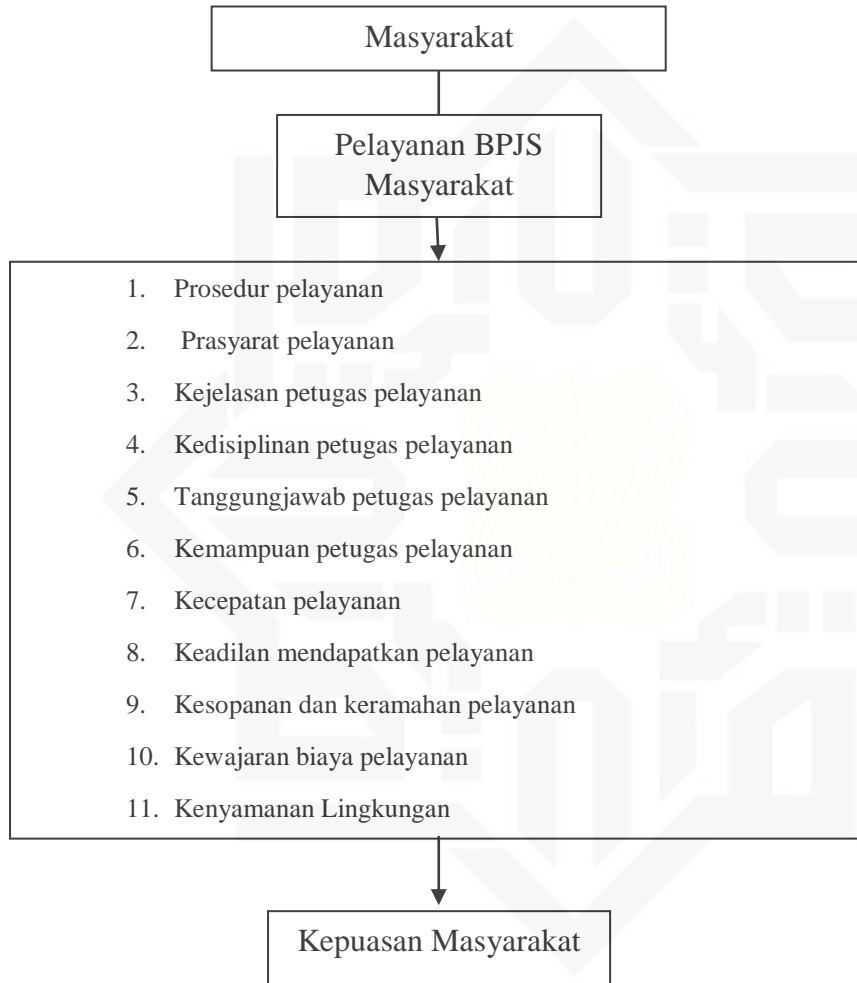 Masyarakat
Pelayanan BPJS
Masyarakat
1. Prosedur pelayanan
2. Prasyarat pelayanan
3. Kejelasan petugas pelayanan
4. Kedisiplinan petugas pelayanan
5. Tanggungjawab petugas pelayanan
6. Kemampuan petugas pelayanan
7. Kecepatan pelayanan
8. Keadilan mendapatkan pelayanan
9. Kesopanan dan keramahan pelayanan
10. Kewajaran biaya pelayanan
11. Kenyamanan Lingkungan
Kepuasan Masyarakat